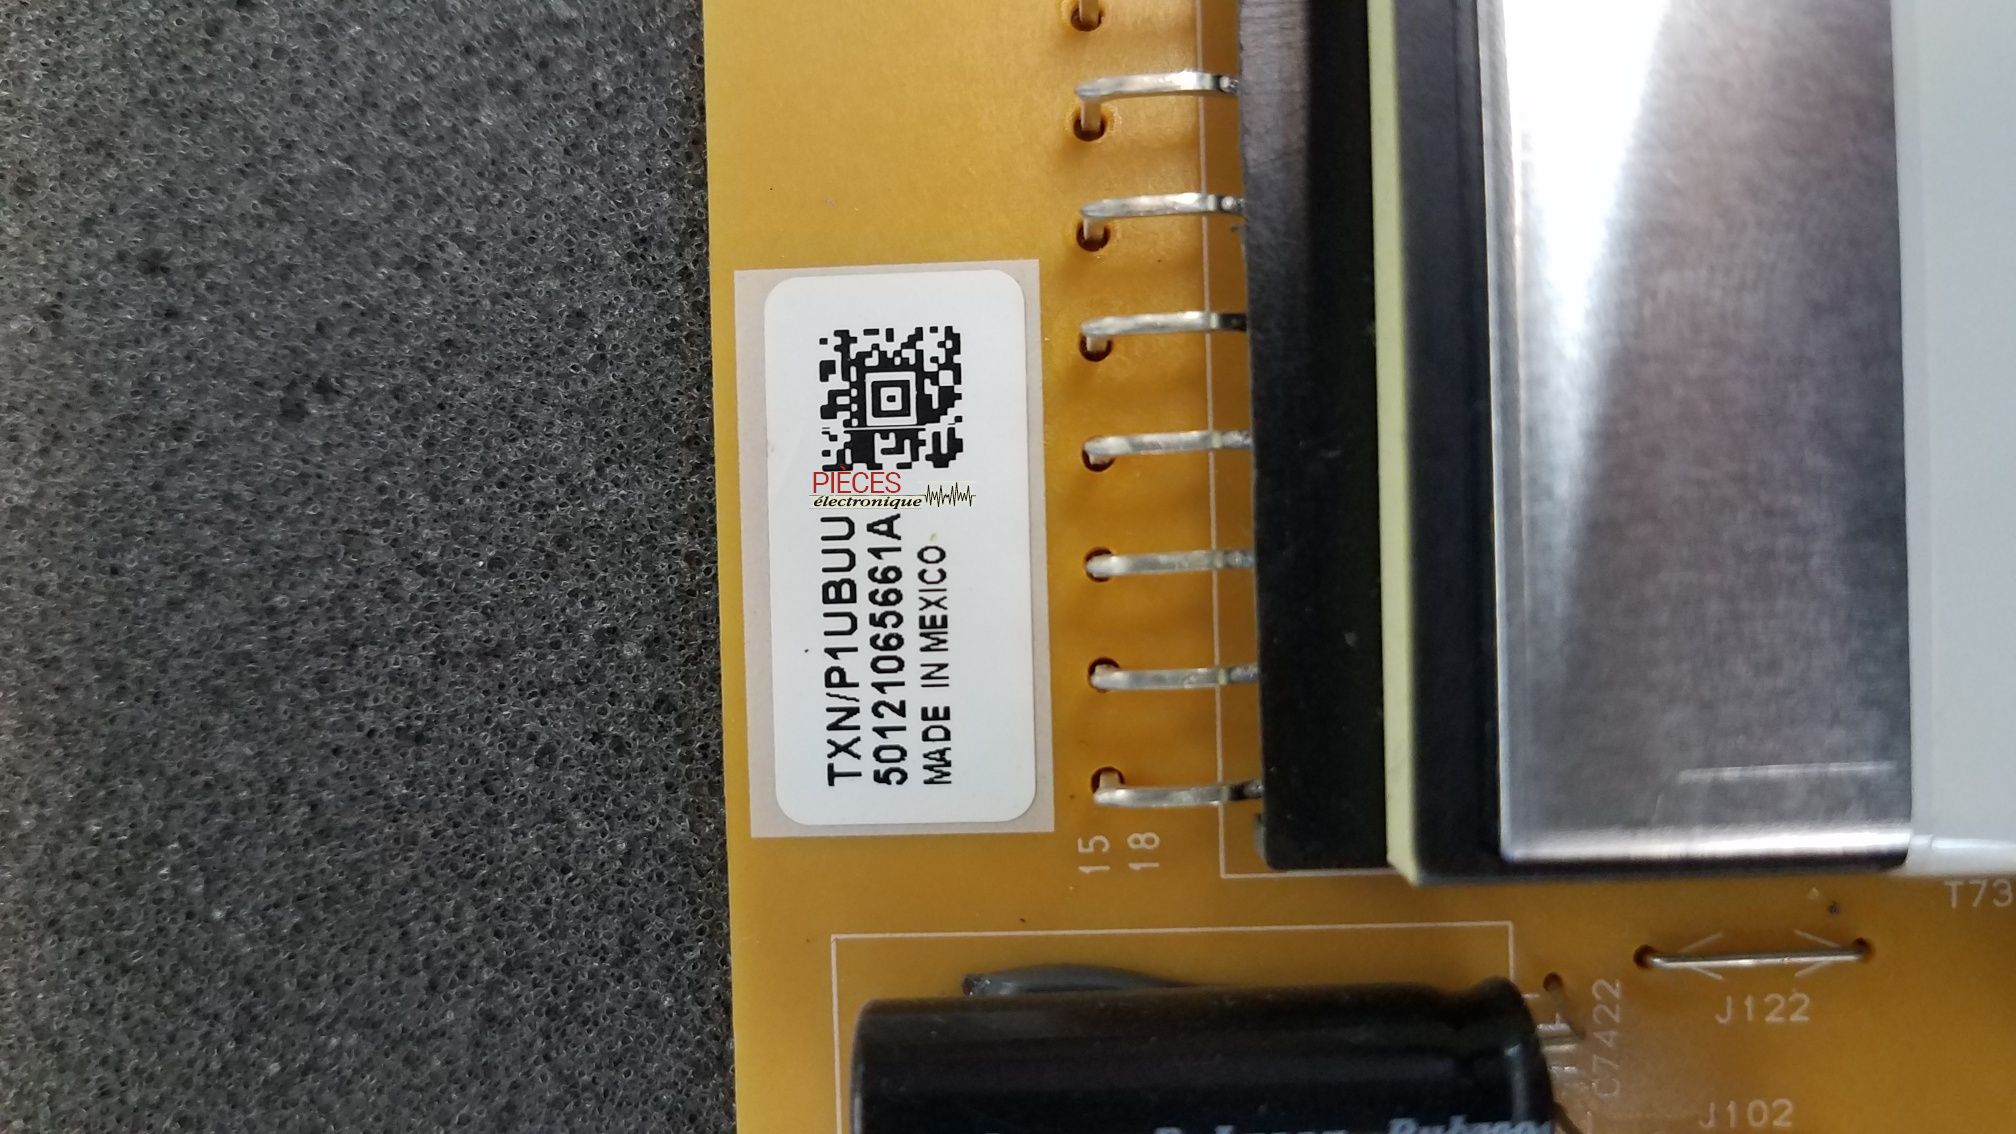 PIÈCES
électronique
TXN/P1UBUU
50121065661A
MADE IN MEXICO
15
18
T73
J122
C7422
J102